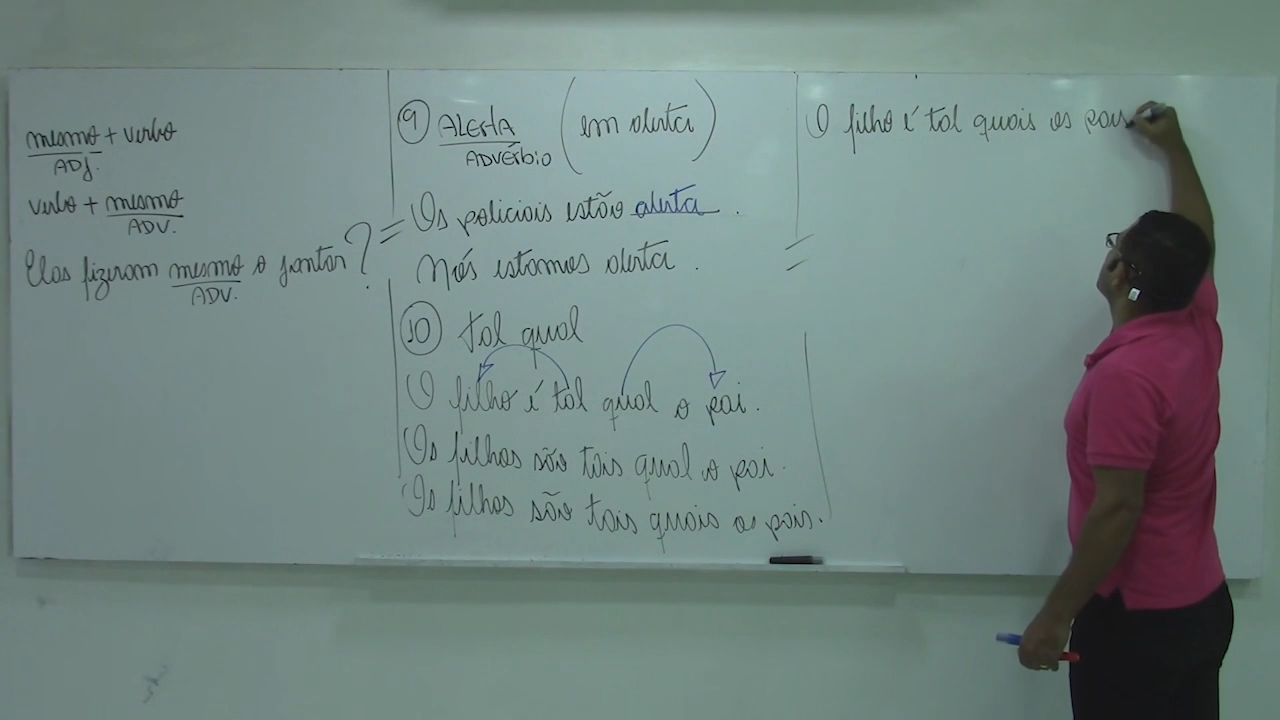 mesmo + verbo
ADJ.
verbo + mesmo
ADV.
Elas fizeram mesmo o jantar?
ADV.
9 ALERTA (em alerta)
ADVÉRBIO
= Os policiais estão alerta.
Nós estamos alerta. =
10 tal qual
O filho é tal qual o pai.
Os filhos são tais qual o pai.
Os filhos são tais quais os pais.
O filho é tal quais os pais